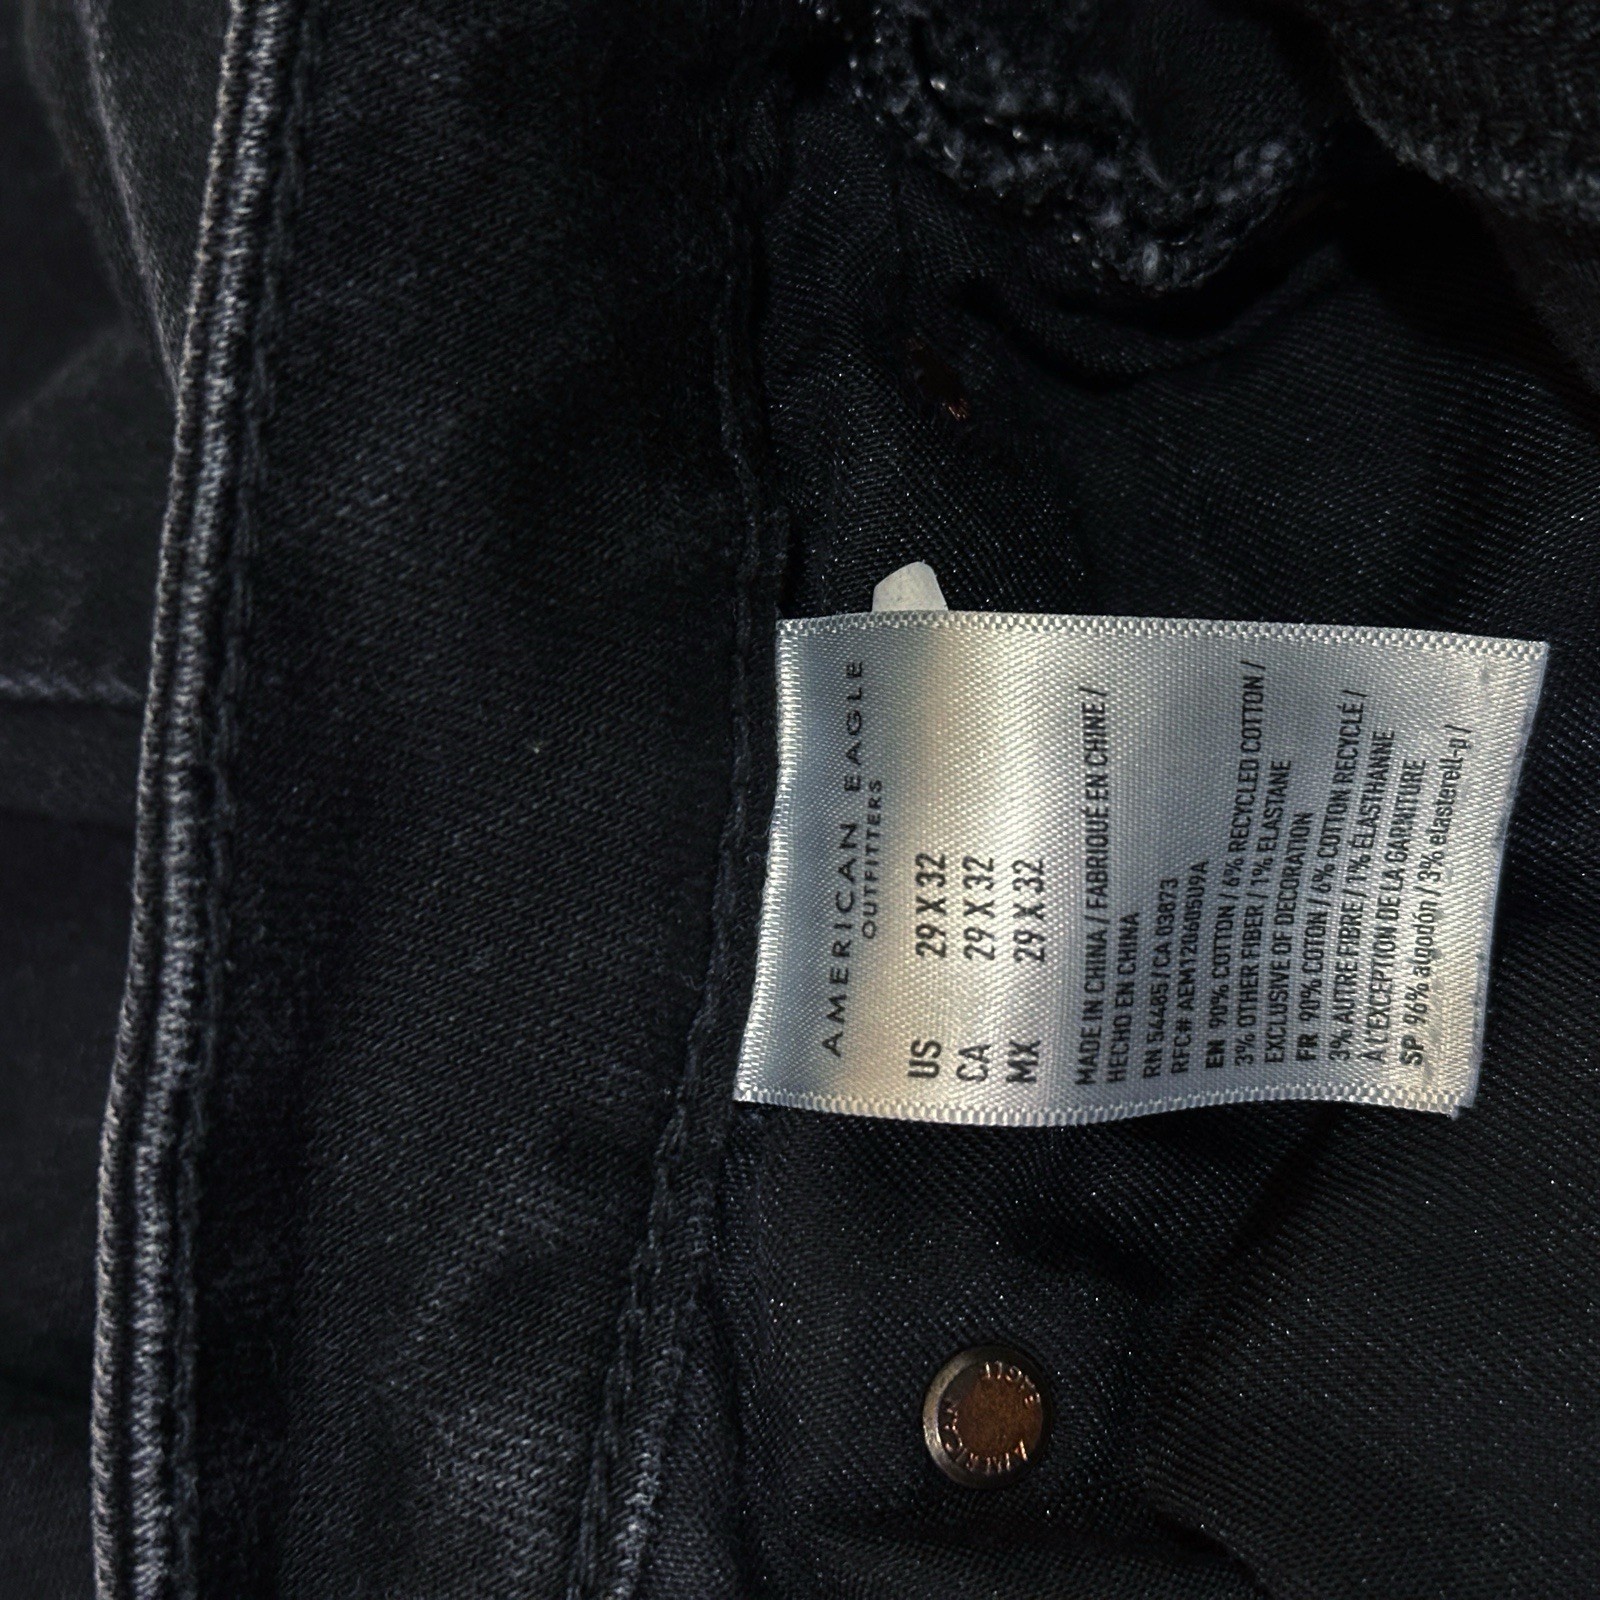 AMERICAN EAGLE
OUTFITTERS
US 29 X 32
CA 29 X 32
MX 29 X 32
MADE IN CHINA / FABRIQUÉ EN CHINE /
HECHO EN CHINA
RN 54485 / CA 03873
RFC# AEM120605U9A
EN 90% COTTON / 6% RECYCLED COTTON /
3% OTHER FIBER / 1% ELASTANE
EXCLUSIVE OF DECORATION
FR 90% COTON / 6% COTON RECYCLÉ /
3% AUTRE FIBRE / 1% ÉLASTHANNE
À L'EXCEPTION DE LA GARNITURE
SP 96% algodón / 3% elasterell-p /
AMERICAN EAGLE